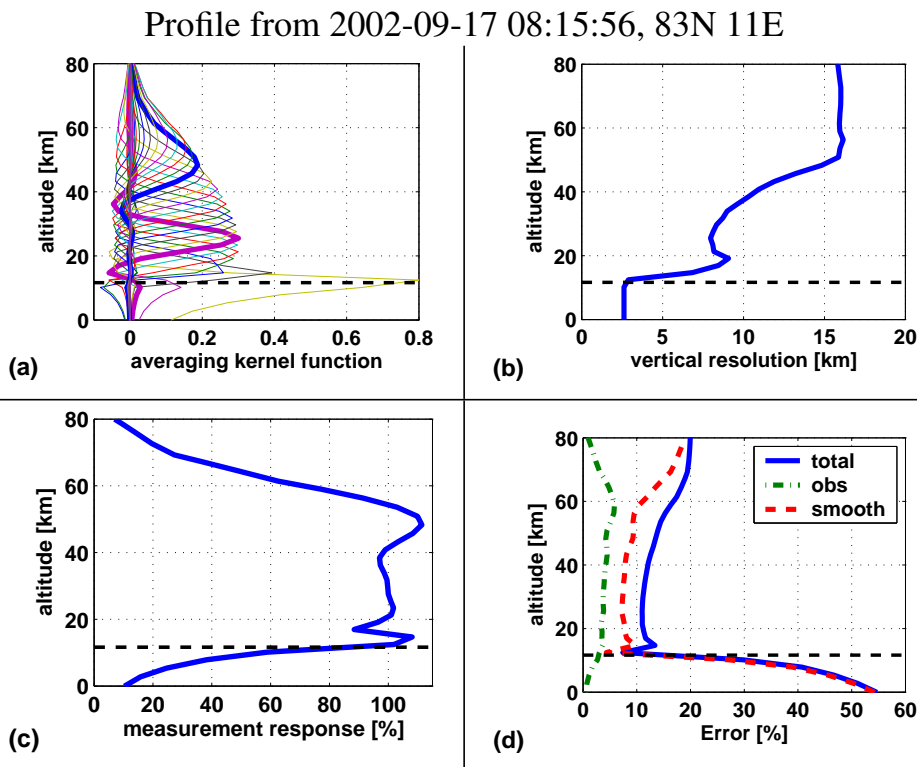 Profile from 2002-09-17 08:15:56, 83N 11E
80
60
40
20
0
altitude [km]
0
0.2
0.4
0.6
0.8
averaging kernel function
(a)
80
60
40
20
0
altitude [km]
0
5
10
15
20
vertical resolution [km]
(b)
80
60
40
20
0
altitude [km]
0
20
40
60
80
100
measurement response [%]
(c)
80
60
40
20
0
altitude [km]
total
obs
smooth
0
10
20
30
40
50
60
Error [%]
(d)